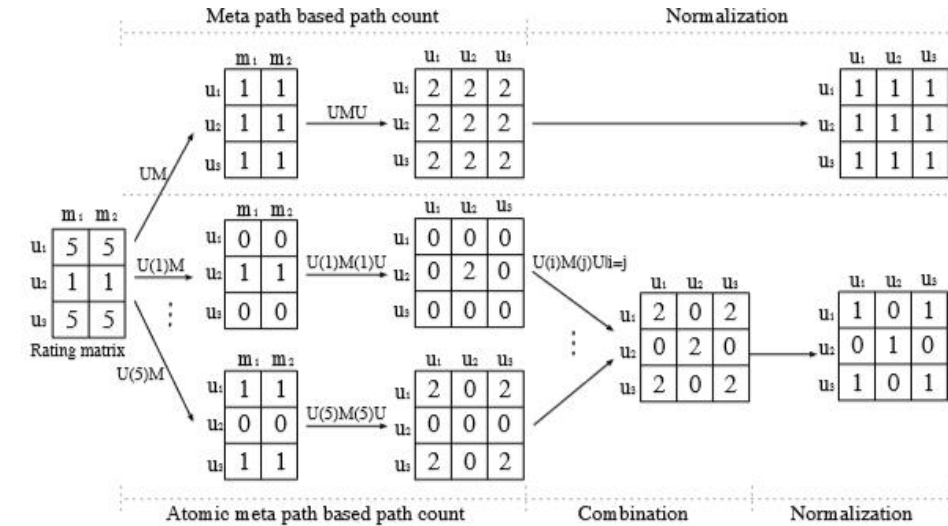 Meta path based path count
Normalization
m₁ m₂
u₁ 1 1
u₂ 1 1
u₃ 1 1
UMU
u₁ u₂ u₃
u₁ 2 2 2
u₂ 2 2 2
u₃ 2 2 2
u₁ u₂ u₃
u₁ 1 1 1
u₂ 1 1 1
u₃ 1 1 1
UM
m₁ m₂
u₁ 5 5
u₂ 1 1
u₃ 5 5
Rating matrix
U(1)M
m₁ m₂
u₁ 0 0
u₂ 1 1
u₃ 0 0
U(1)M(1)U
u₁ u₂ u₃
u₁ 0 0 0
u₂ 0 2 0
u₃ 0 0 0
U(i)M(j)U|i=j
U(5)M
m₁ m₂
u₁ 1 1
u₂ 0 0
u₃ 1 1
U(5)M(5)U
u₁ u₂ u₃
u₁ 2 0 2
u₂ 0 0 0
u₃ 2 0 2
u₁ u₂ u₃
u₁ 2 0 2
u₂ 0 2 0
u₃ 2 0 2
u₁ u₂ u₃
u₁ 1 0 1
u₂ 0 1 0
u₃ 1 0 1
Atomic meta path based path count
Combination
Normalization